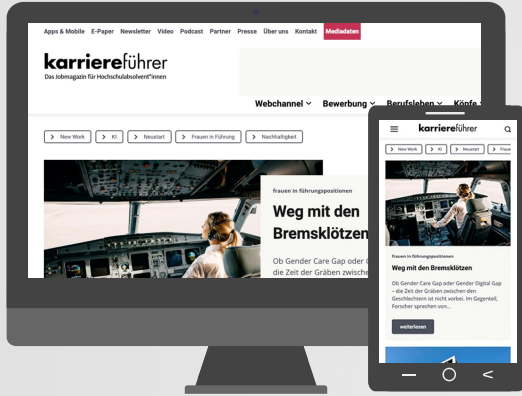 Apps & Mobile E-Paper Newsletter Video Podcast Partner Presse Über uns Kontakt Mediadaten
karriereführer
Das Jobmagazin für Hochschulabsolvent*innen
Webchannel Bewerbung Berufsleben Köpfe
New Work KI Neustart Frauen in Führung Nachhaltigkeit
frauen in führungspositionen
Weg mit den
Bremsklötzen
Ob Gender Care Gap oder
die Zeit der Gräben zwische
karriereführer
New Work KI Neustart Fraue
frauen in führungspositionen
Weg mit den Bremsklötzen
Ob Gender Care Gap oder Gender Digital Gap
– die Zeit der Gräben zwischen den
Geschlechtern ist nicht vorbei. Im Gegenteil,
Forscher sprechen von...
weiterlesen